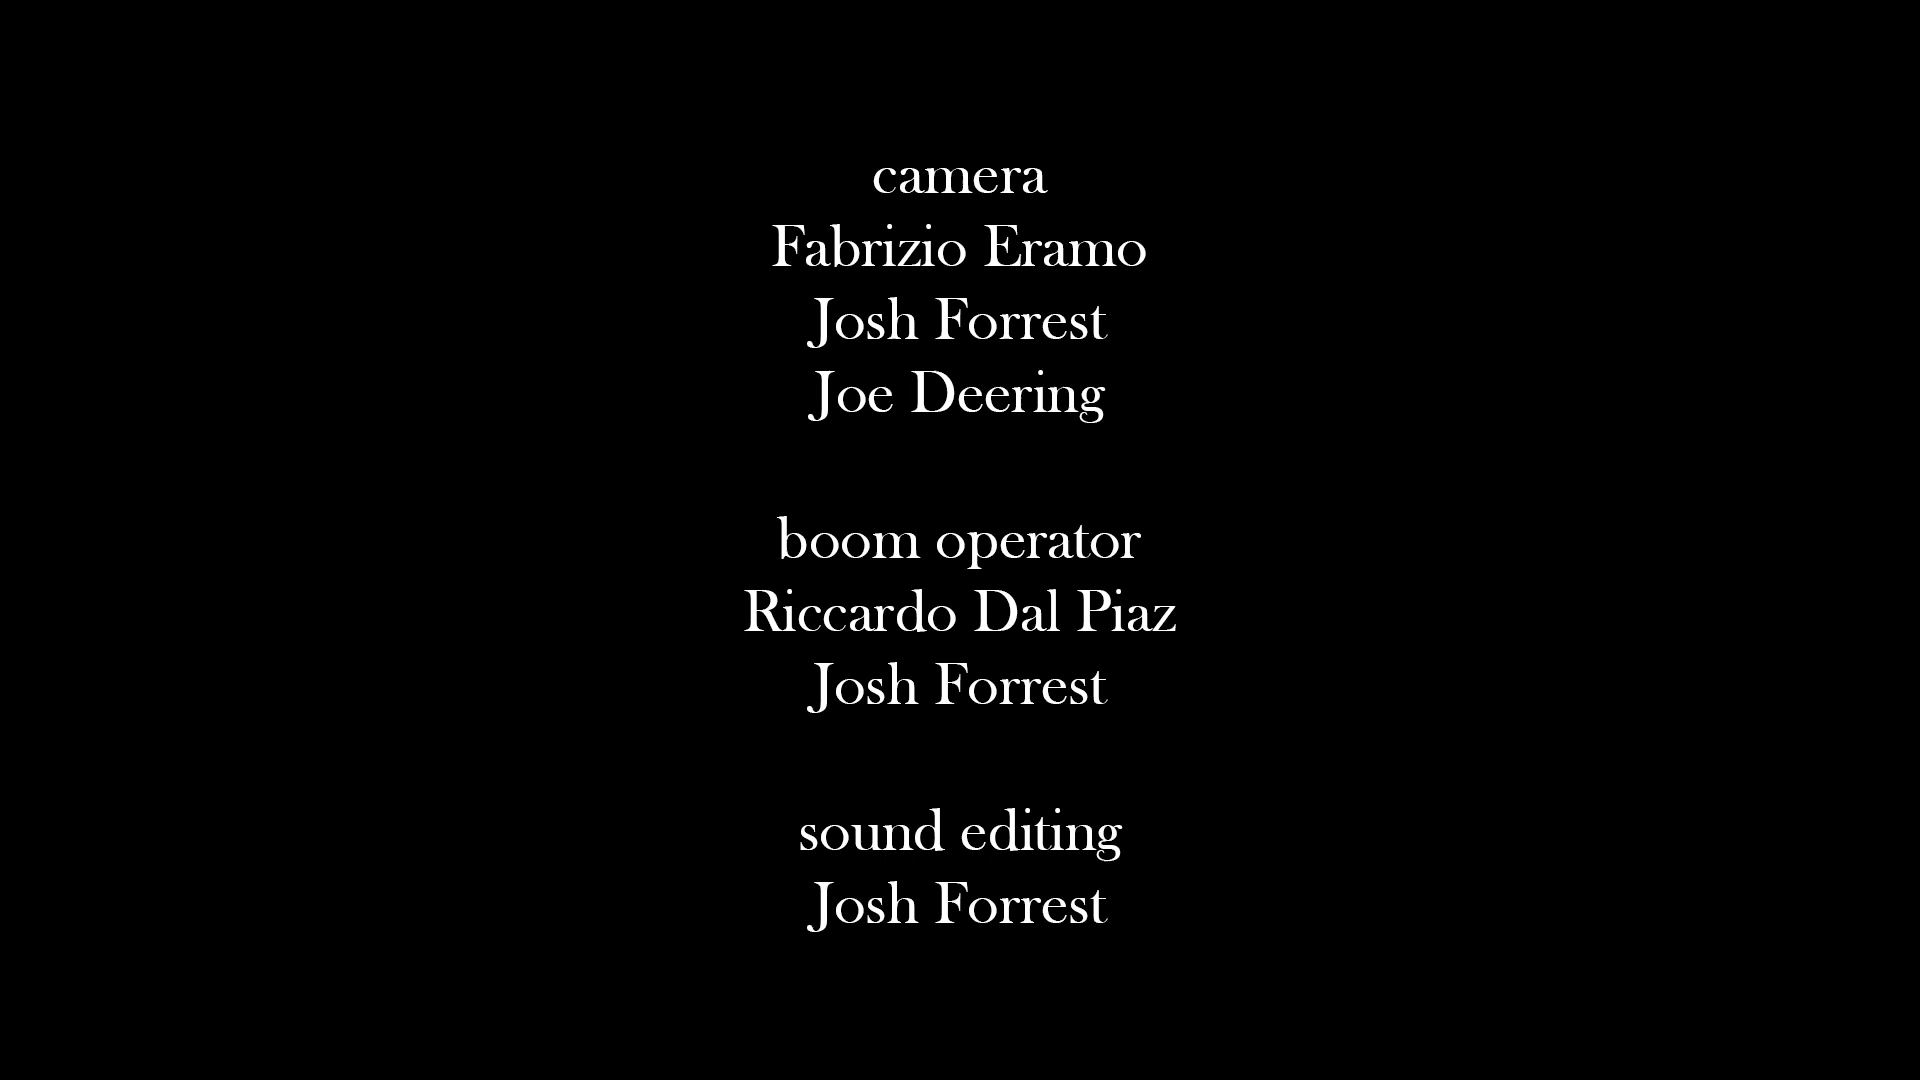 camera
Fabrizio Eramo
Josh Forrest
Joe Deering
boom operator
Riccardo Dal Piaz
Josh Forrest
sound editing
Josh Forrest